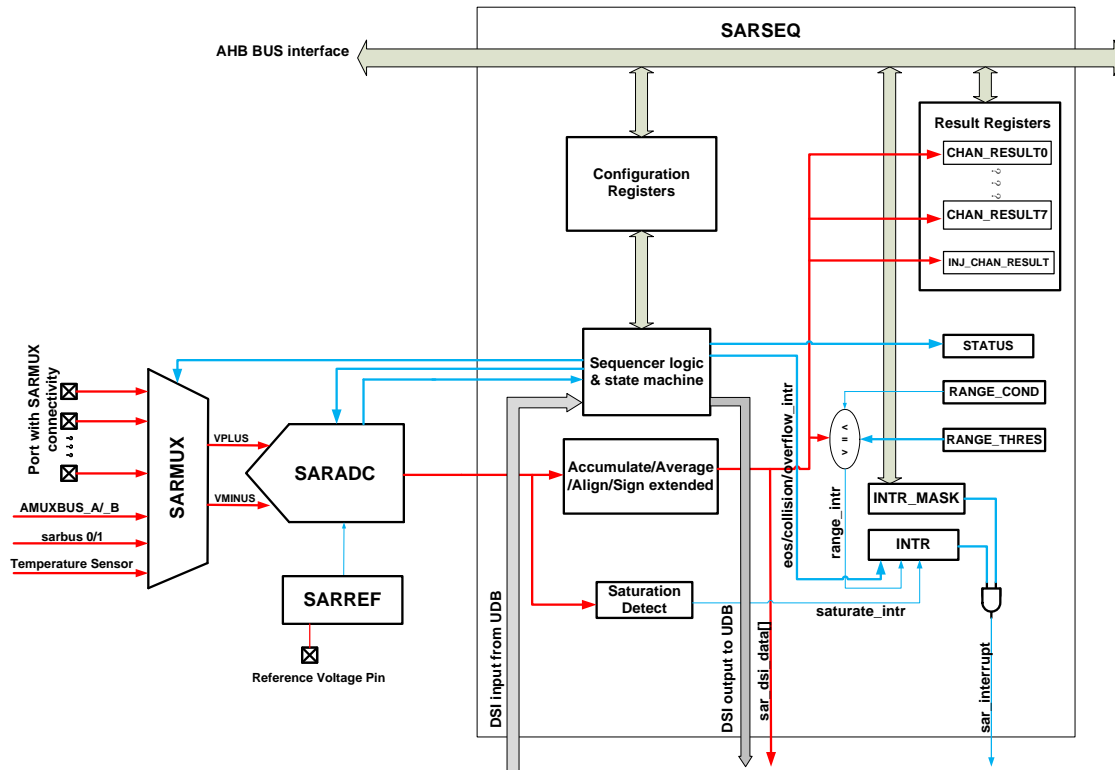 SARSEQ
AHB BUS interface
Result Registers
CHAN_RESULT0
CHAN_RESULT7
INJ_CHAN_RESULT
Configuration
Registers
Sequencer logic
& state machine
STATUS
RANGE_COND
RANGE_THRES
< = >
Port with SARMUX
connectivity
SARMUX
VPLUS
VMINUS
SARADC
Accumulate/Average
/Align/Sign extended
eos/collision/overflow_intr
range_intr
INTR_MASK
INTR
AMUXBUS_A/_B
sarbus 0/1
Temperature Sensor
SARREF
Saturation
Detect
saturate_intr
Reference Voltage Pin
DSI input from UDB
DSI output to UDB
sar_dsi_data[]
sar_interrupt